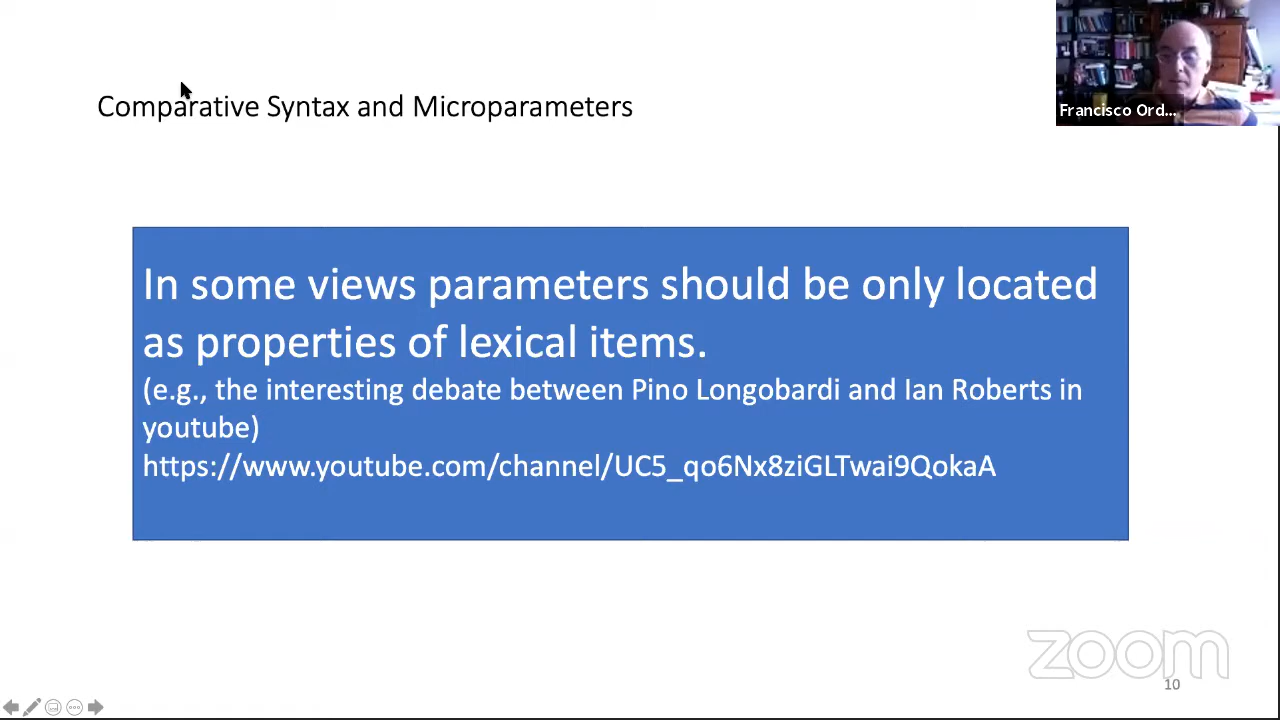 Comparative Syntax and Microparameters
Francisco Ord...
In some views parameters should be only located
as properties of lexical items.
(e.g., the interesting debate between Pino Longobardi and Ian Roberts in
youtube)
https://www.youtube.com/channel/UC5_qo6Nx8ziGLTwai9QokaA
zoom
10